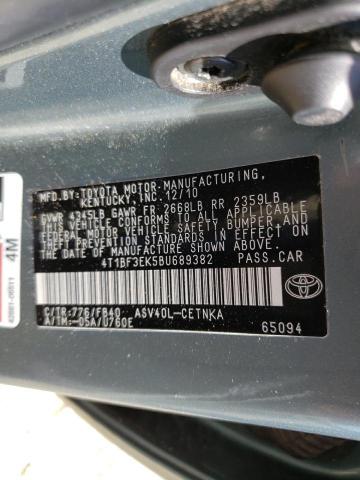 MFD.BY:TOYOTA MOTOR MANUFACTURING,
KENTUCKY, INC. 12/10
GVWR 4345LB GAWR FR 2668LB RR 2359LB
THIS VEHICLE CONFORMS TO ALL APPLICABLE
FEDERAL MOTOR VEHICLE SAFETY, BUMPER, AND
THEFT PREVENTION STANDARDS IN EFFECT ON
THE DATE OF MANUFACTURE SHOWN ABOVE.
4T1BF3EK5BU689382 PASS.CAR
C/TR:776/FB40 ASV40L-CETNKA
A/TM:-05A/U760E
65094
TOYOTA
4M